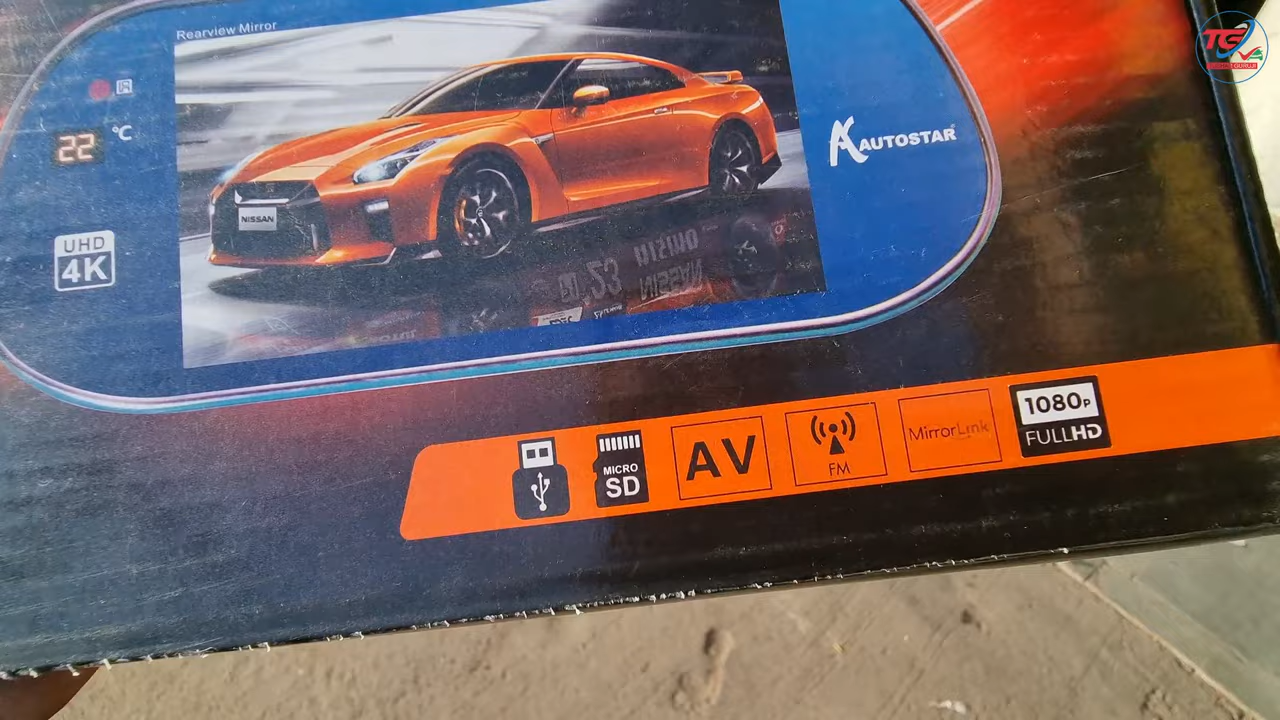 Rearview Mirror
22 °C
UHD
4K
NISSAN
AUTOSTAR
MICRO
SD
AV
FM
MirrorLink
1080P
FULLHD
TG